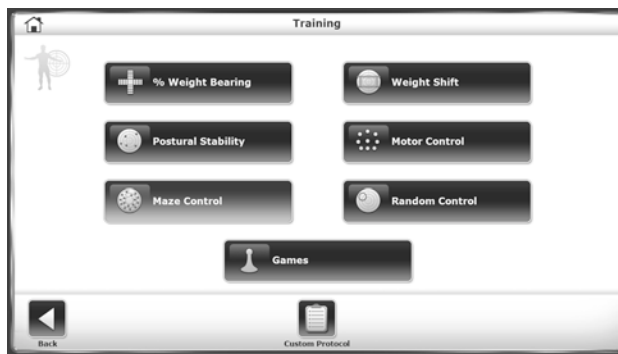 Training
% Weight Bearing
Weight Shift
Postural Stability
Motor Control
Maze Control
Random Control
Games
Back
Custom Protocol